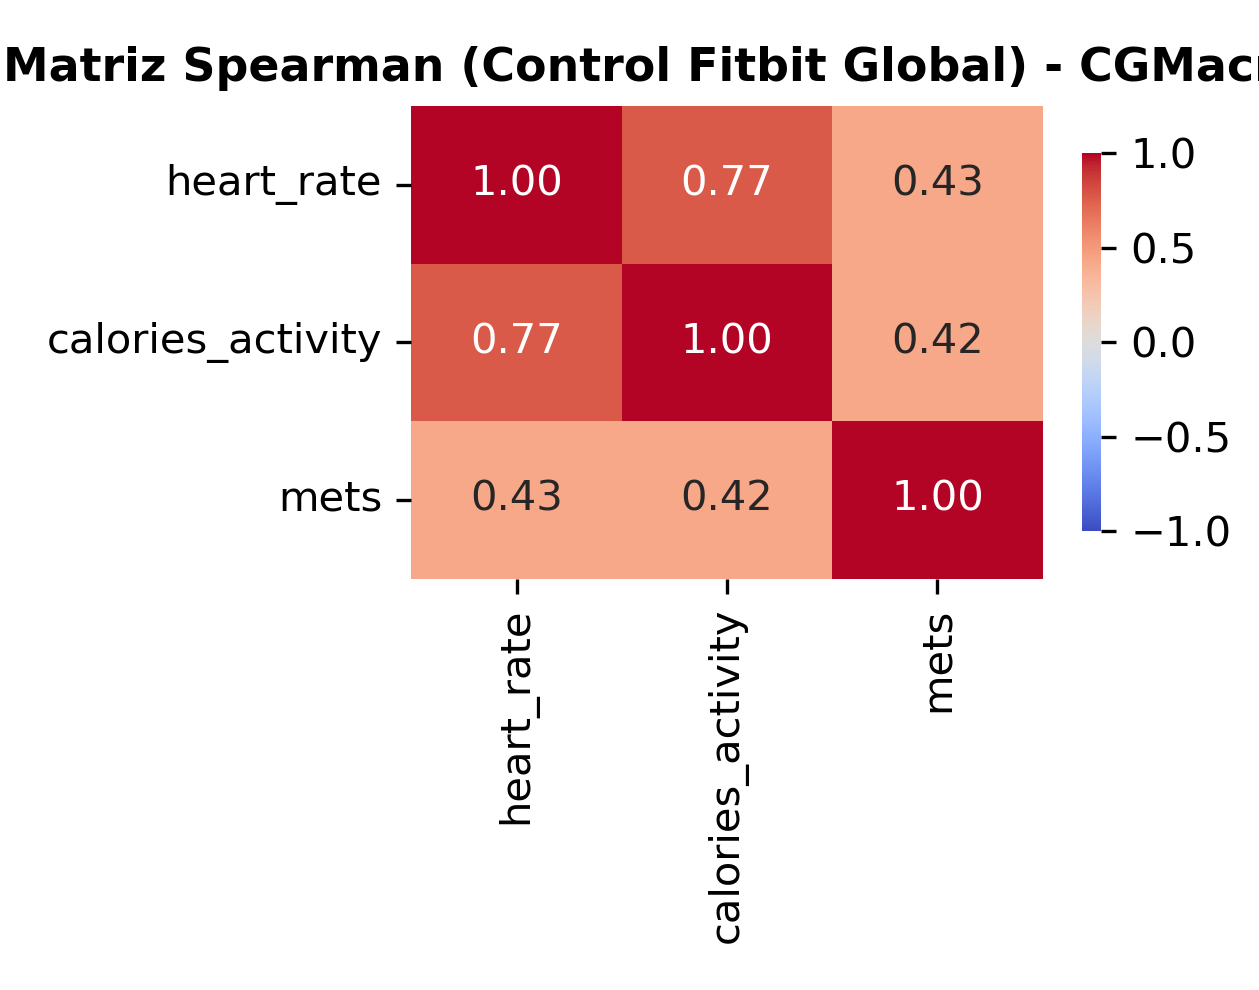 Matriz Spearman (Control Fitbit Global) - CGMacr
heart_rate 1.00 0.77 0.43
calories_activity 0.77 1.00 0.42
mets 0.43 0.42 1.00
heart_rate
calories_activity
mets
1.0
0.5
0.0
−0.5
−1.0